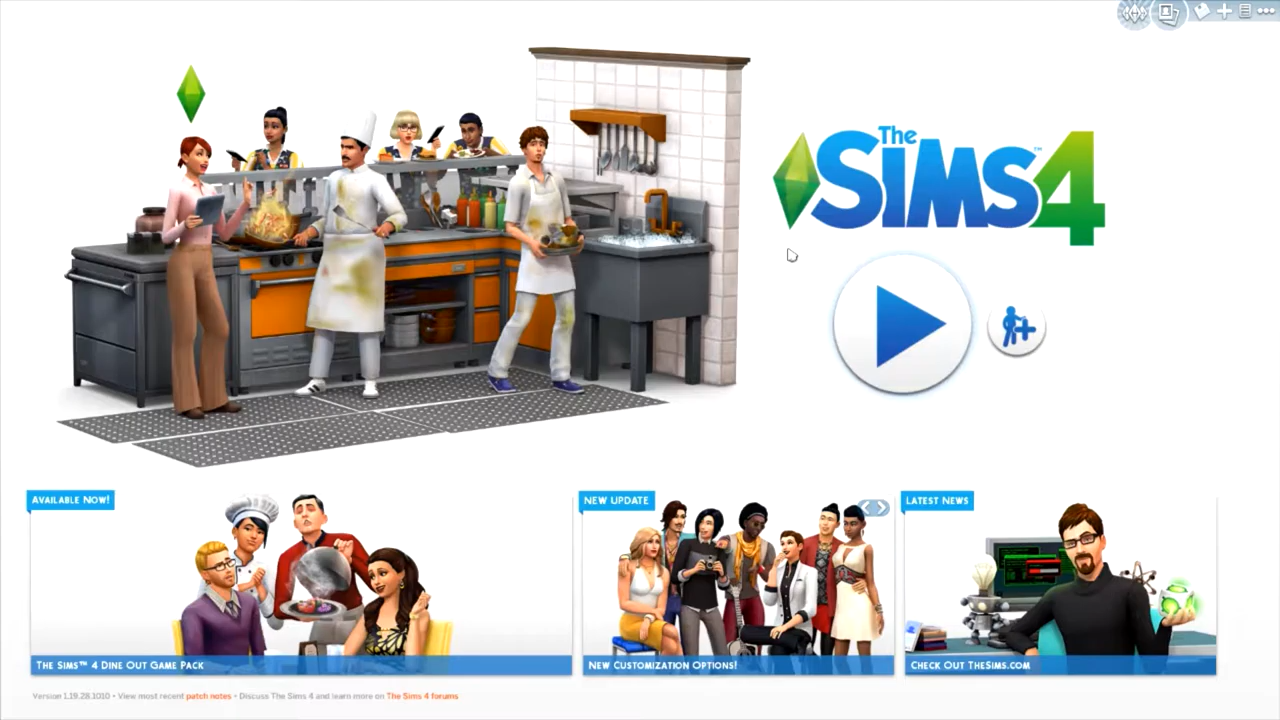 The Sims™ 4
AVAILABLE NOW!
THE SIMS™ 4 DINE OUT GAME PACK
NEW UPDATE
NEW CUSTOMIZATION OPTIONS!
LATEST NEWS
CHECK OUT THESIMS.COM
Version 1.19.28.1010 • View most recent patch notes • Discuss The Sims 4 and learn more on The Sims 4 forums